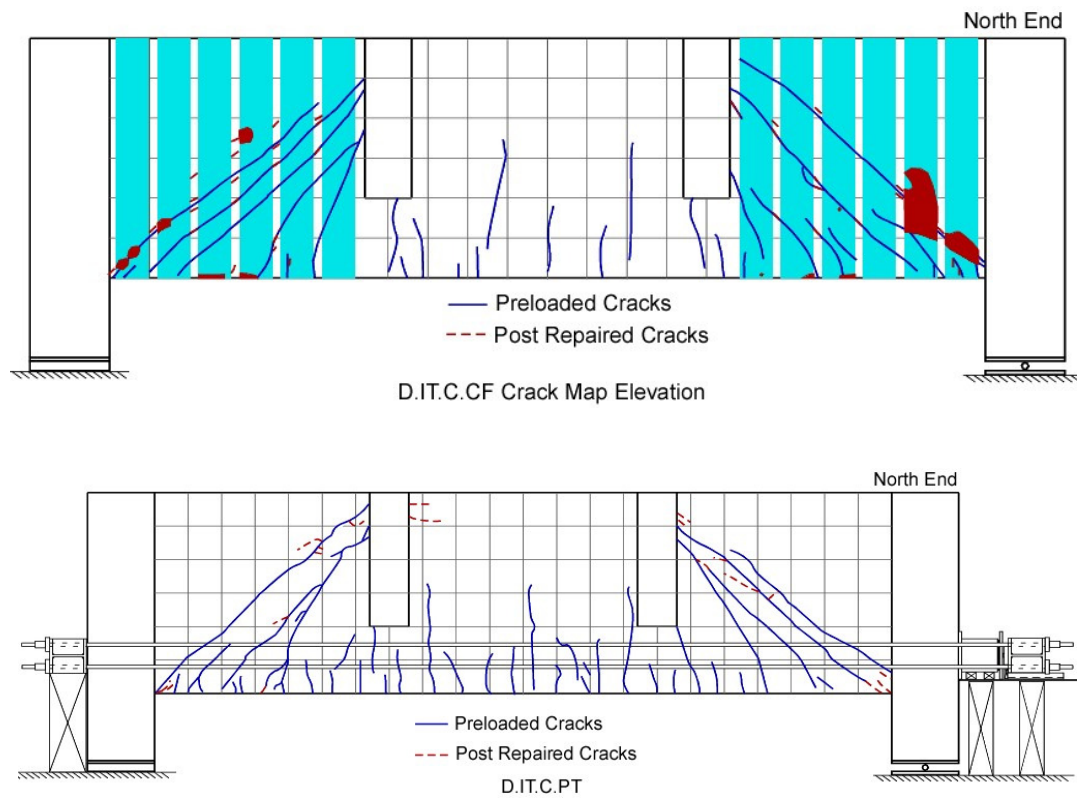 North End
Preloaded Cracks
Post Repaired Cracks
D.IT.C.CF Crack Map Elevation
North End
Preloaded Cracks
Post Repaired Cracks
D.IT.C.PT